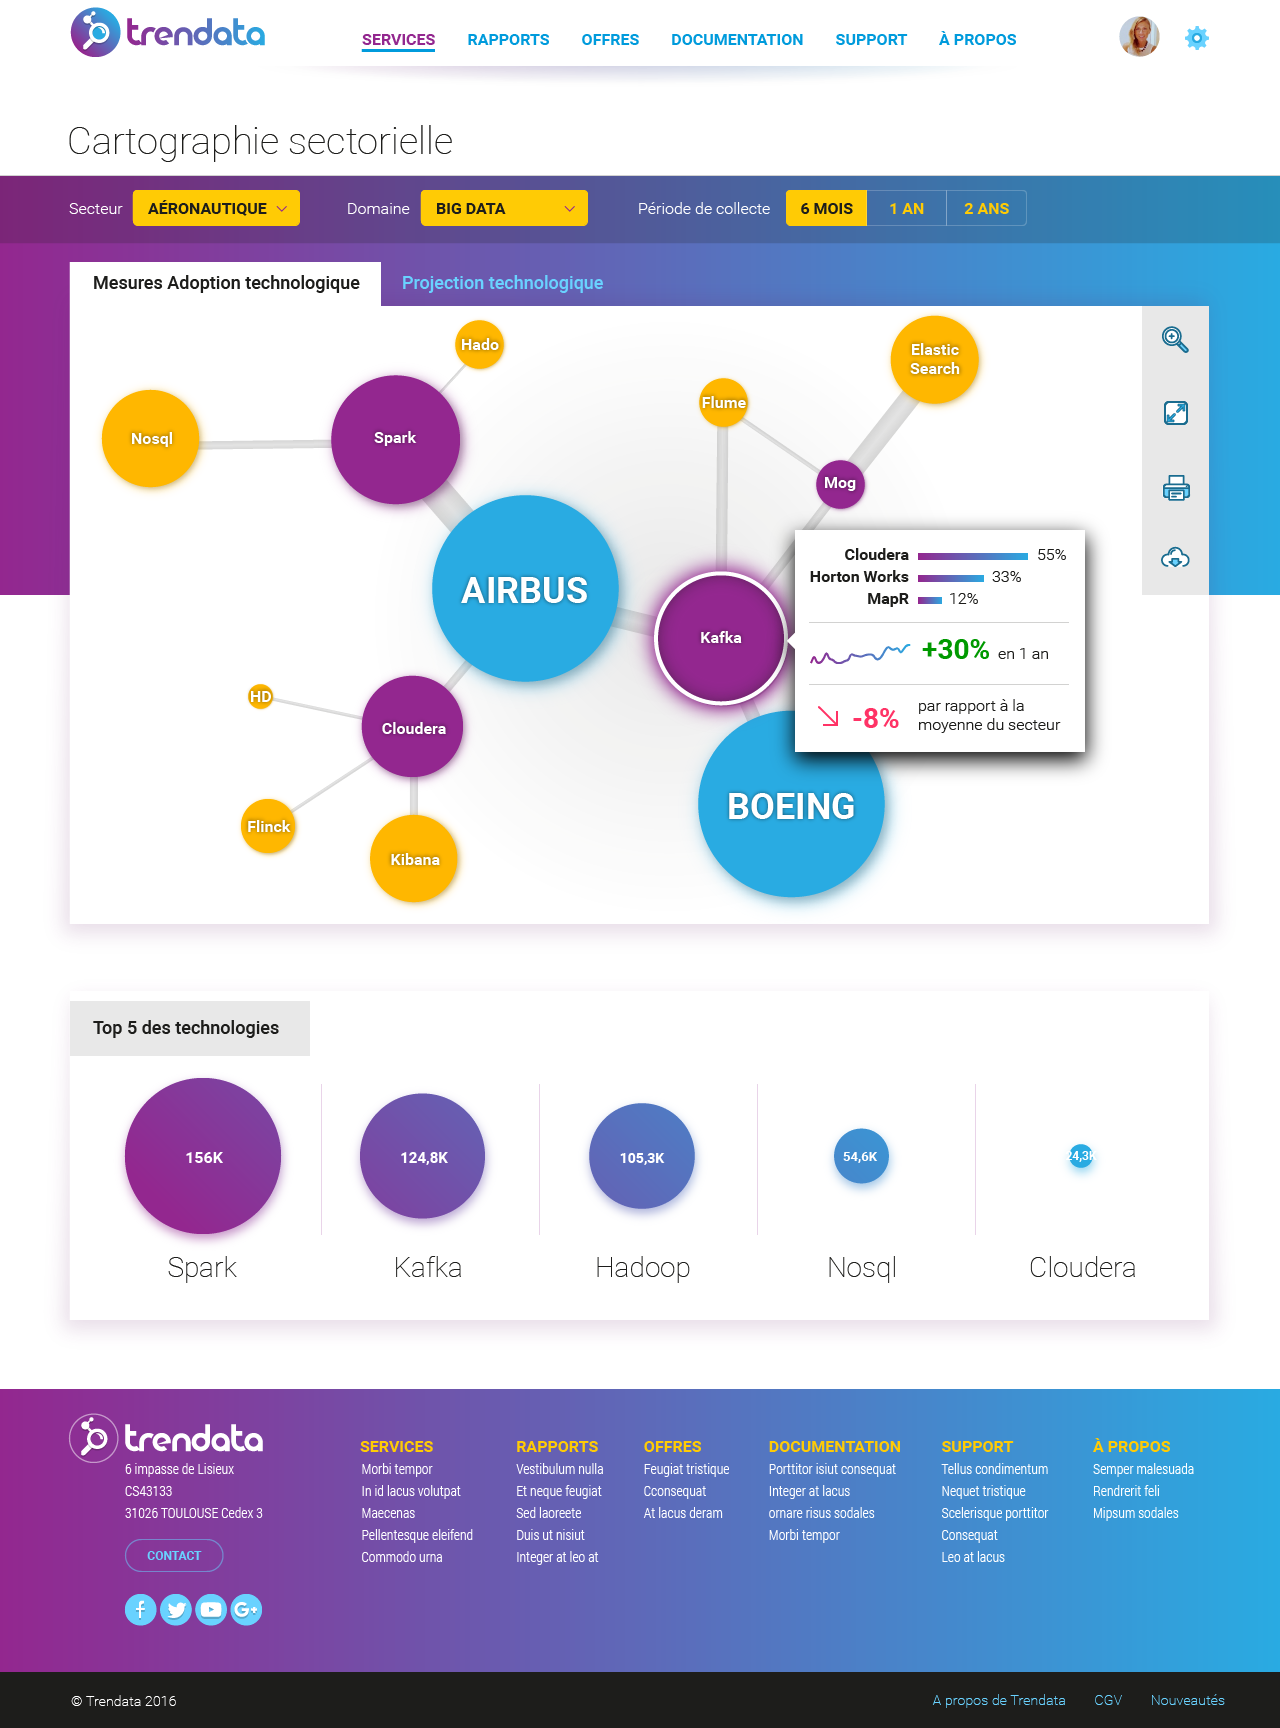 trendata
SERVICES RAPPORTS OFFRES DOCUMENTATION SUPPORT À PROPOS
Cartographie sectorielle
Secteur AÉRONAUTIQUE Domaine BIG DATA Période de collecte 6 MOIS 1 AN 2 ANS
Mesures Adoption technologique Projection technologique
Hado
Elastic
Search
Flume
Nosql
Spark
Mog
AIRBUS
Kafka
Cloudera 55%
Horton Works 33%
MapR 12%
+30% en 1 an
-8% par rapport à la
moyenne du secteur
HD
Cloudera
BOEING
Flinck
Kibana
Top 5 des technologies
156K 124,8K 105,3K 54,6K 24,3K
Spark Kafka Hadoop Nosql Cloudera
trendata
6 impasse de Lisieux
CS43133
31026 TOULOUSE Cedex 3
CONTACT
f G+
SERVICES
Morbi tempor
In id lacus volutpat
Maecenas
Pellentesque eleifend
Commodo urna
RAPPORTS
Vestibulum nulla
Et neque feugiat
Sed laoreete
Duis ut nisiut
Integer at leo at
OFFRES
Feugiat tristique
Cconsequat
At lacus deram
DOCUMENTATION
Porttitor isiut consequat
Integer at lacus
ornare risus sodales
Morbi tempor
SUPPORT
Tellus condimentum
Nequet tristique
Scelerisque porttitor
Consequat
Leo at lacus
À PROPOS
Semper malesuada
Rendrerit feli
Mipsum sodales
© Trendata 2016 A propos de Trendata CGV Nouveautés